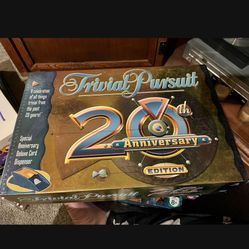 Trivial Pursuit
A celebration
of all things
trivial from the
past
20 years!
20th
Anniversary
EDITION
Special
Anniversary
Deluxe Card
Dispenser
Trivial Pursuit